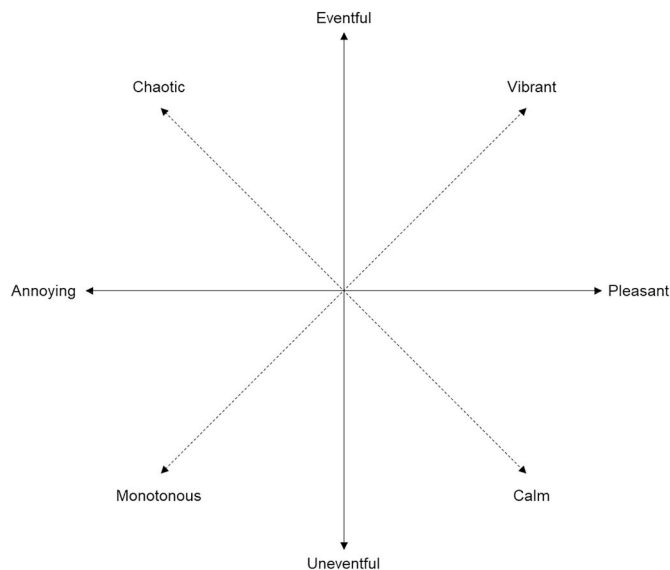 Eventful
Chaotic
Vibrant
Annoying
Pleasant
Monotonous
Calm
Uneventful